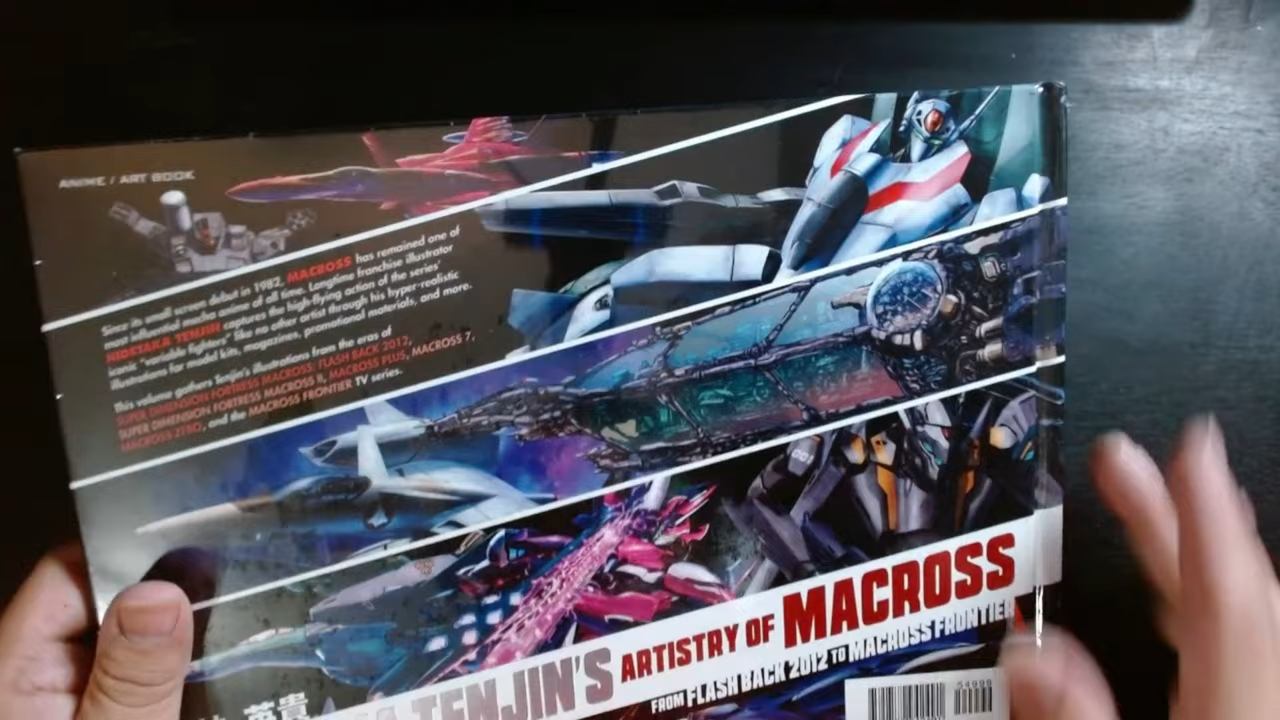 ANIME / ART BOOK
Since its small screen debut in 1982, MACROSS has remained one of
most influential mecha anime of all time. Longtime franchise illustrator
HIDETAKA TENJIN captures the high-flying action of the series'
iconic "variable fighters" like no other artist through his hyper-realistic
illustrations for model kits, magazines, promotional materials, and more.
This volume gathers Tenjin's illustrations from the eras of
SUPER DIMENSION FORTRESS MACROSS: FLASH BACK 2012,
SUPER DIMENSION FORTRESS MACROSS II, MACROSS PLUS, MACROSS 7,
MACROSS ZERO, and the MACROSS FRONTIER TV series.
001
TENJIN'S ARTISTRY OF MACROSS
FROM FLASH BACK 2012 TO MACROSS FRONTIER
英貴
54999